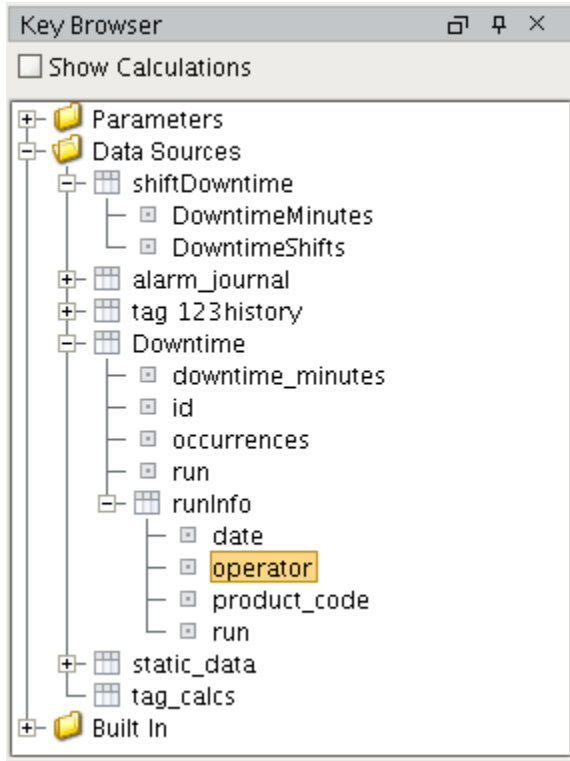 Key Browser
Show Calculations
Parameters
Data Sources
shiftDowntime
DowntimeMinutes
DowntimeShifts
alarm_journal
tag 123history
Downtime
downtime_minutes
id
occurrences
run
runInfo
date
operator
product_code
run
static_data
tag_calcs
Built In